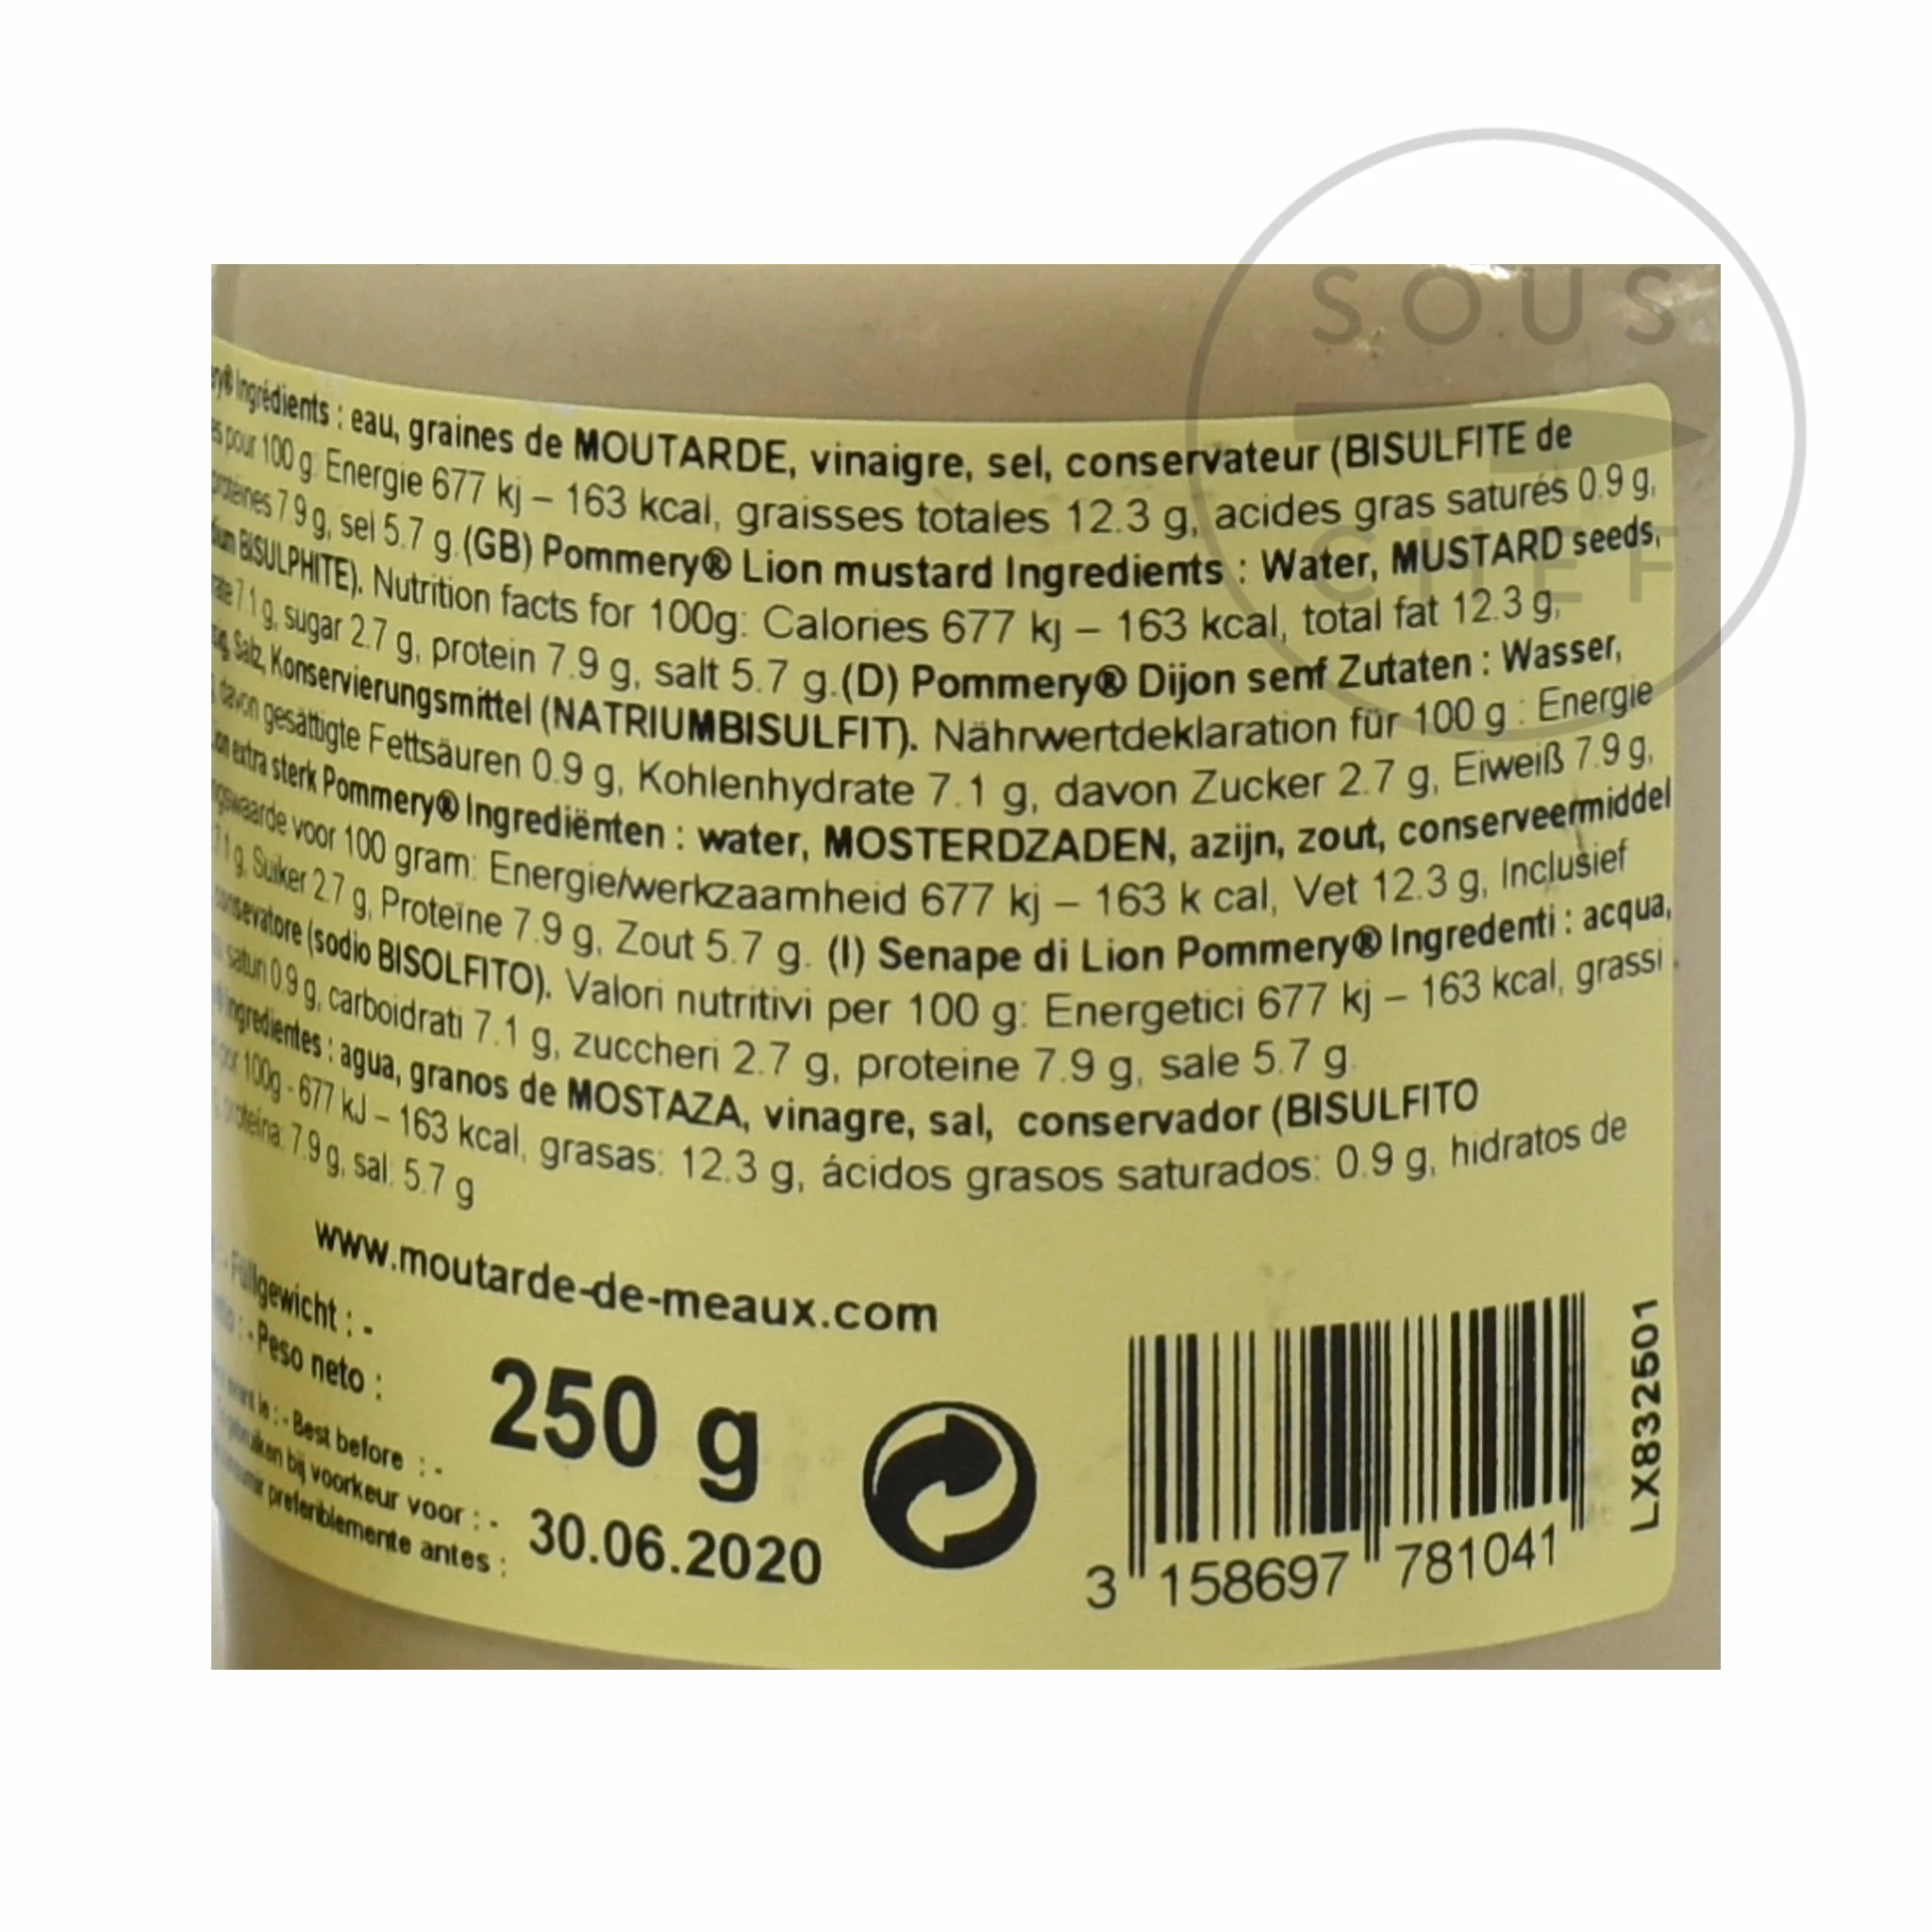 SOUS
CHEF
Ingrédients : eau, graines de MOUTARDE, vinaigre, sel, conservateur (BISULFITE de
pour 100 g Energie 677 kj – 163 kcal, graisses totales 12.3 g, acides gras saturés 0.9 g,
protéines 7.9 g, sel 5.7 g. (GB) Pommery® Lion mustard Ingredients : Water, MUSTARD seeds,
BISULPHITE). Nutrition facts for 100g: Calories 677 kj – 163 kcal, total fat 12.3 g,
7.1 g, sugar 2.7 g, protein 7.9 g, salt 5.7 g.(D) Pommery® Dijon senf Zutaten : Wasser,
Salz, Konservierungsmittel (NATRIUMBISULFIT). Nährwertdeklaration für 100 g : Energie
davon gesättigte Fettsäuren 0.9 g, Kohlenhydrate 7.1 g, davon Zucker 2.7 g, Eiweiß 7.9 g,
extra sterk Pommery® Ingrediënten : water, MOSTERDZADEN, azijn, zout, conserveermiddel
voor 100 gram: Energie/werkzaamheid 677 kj – 163 k cal, Vet 12.3 g, Inclusief
7.1 g, Suiker 2.7 g, Proteïne 7.9 g, Zout 5.7 g. (I) Senape di Lion Pommery® Ingredenti : acqua,
(sodio BISOLFITO). Valori nutritivi per 100 g: Energetici 677 kj – 163 kcal, grassi
saturi 0.9 g, carboidrati 7.1 g, zuccheri 2.7 g, proteine 7.9 g, sale 5.7 g.
Ingredientes : agua, granos de MOSTAZA, vinagre, sal, conservador (BISULFITO
por 100g - 677 kJ – 163 kcal, grasas: 12.3 g, ácidos grasos saturados: 0.9 g, hidratos de
proteína: 7.9 g, sal: 5.7 g
www.moutarde-de-meaux.com
- Füllgewicht : -
- Peso neto :
250 g
le : - Best before : -
bij voorkeur voor : -
preferiblemente antes :
30.06.2020
3 158697 781041
LX832501